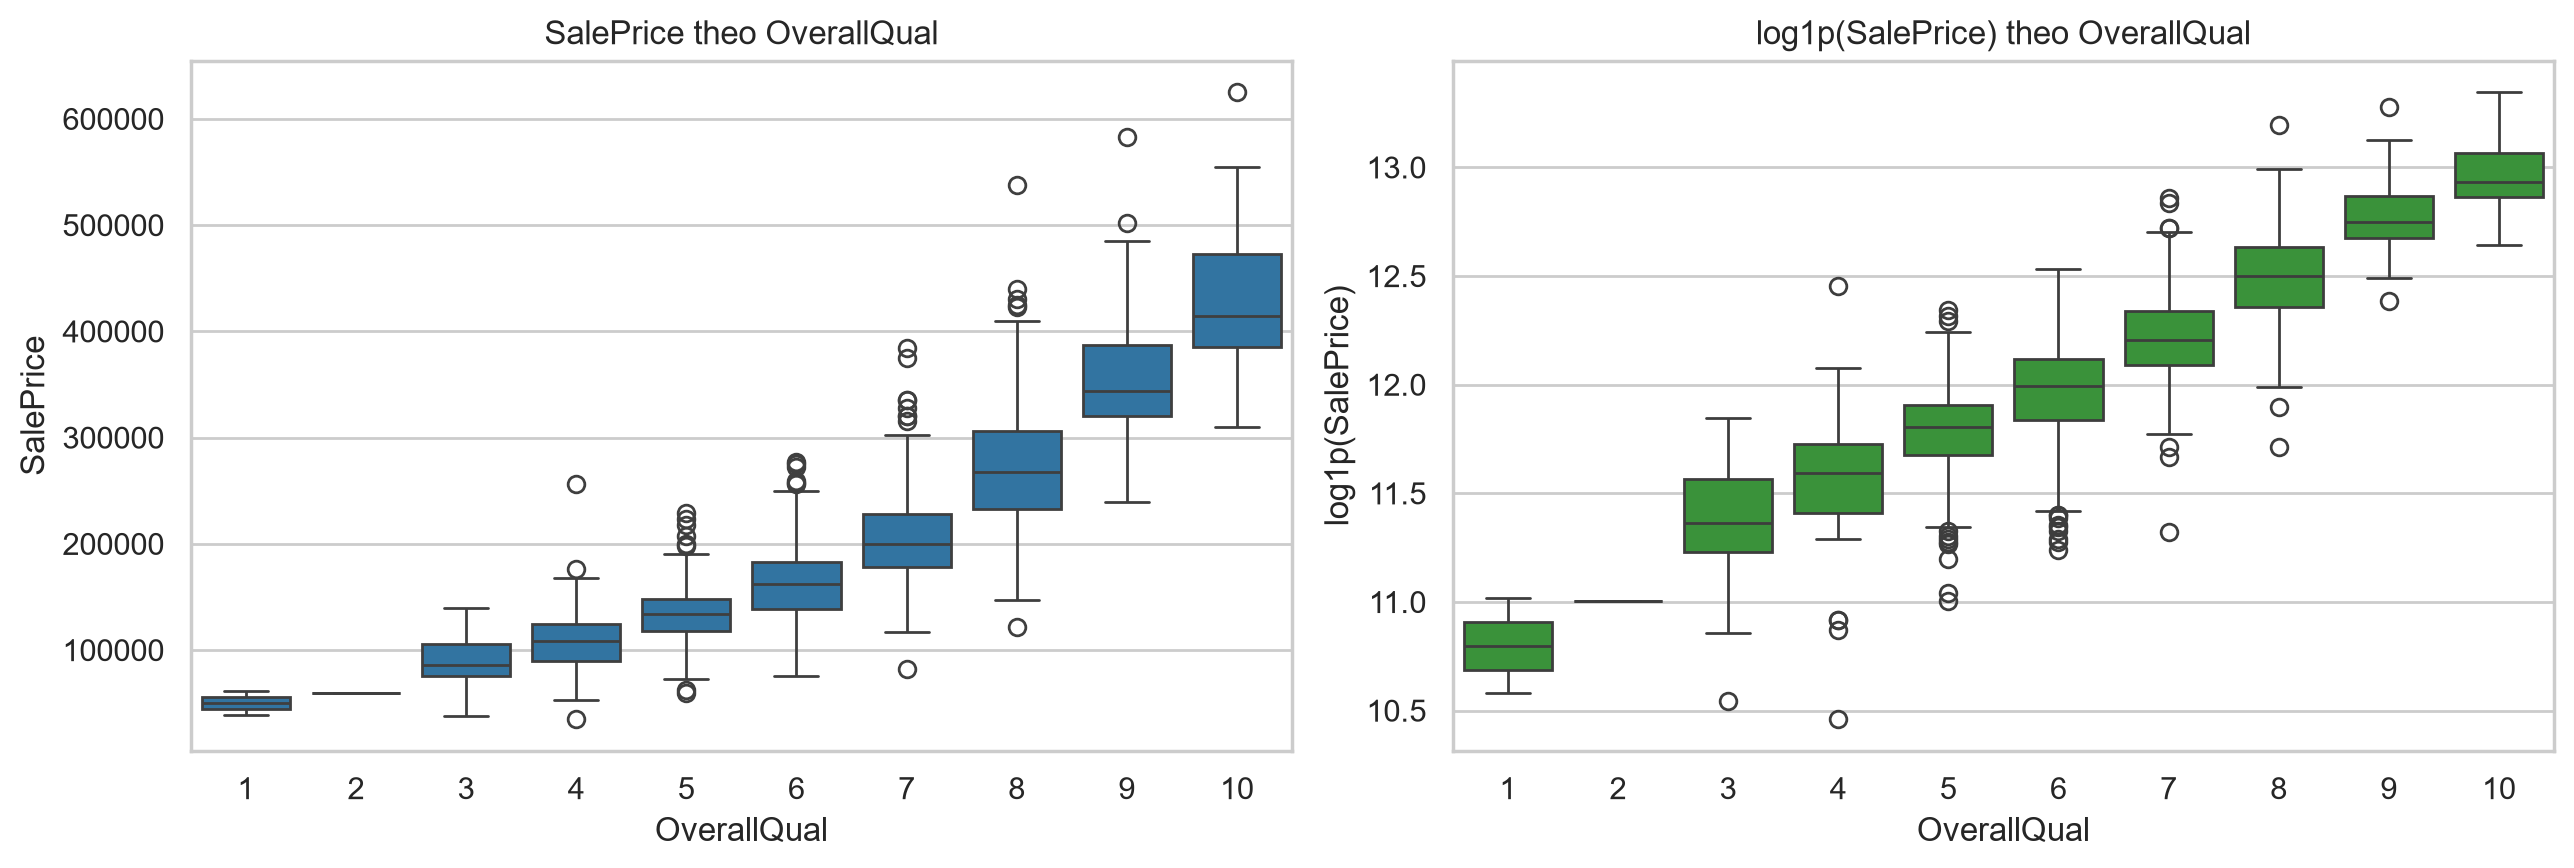 SalePrice theo OverallQual
SalePrice
600000
500000
400000
300000
200000
100000
1 2 3 4 5 6 7 8 9 10
OverallQual
log1p(SalePrice) theo OverallQual
log1p(SalePrice)
13.0
12.5
12.0
11.5
11.0
10.5
1 2 3 4 5 6 7 8 9 10
OverallQual